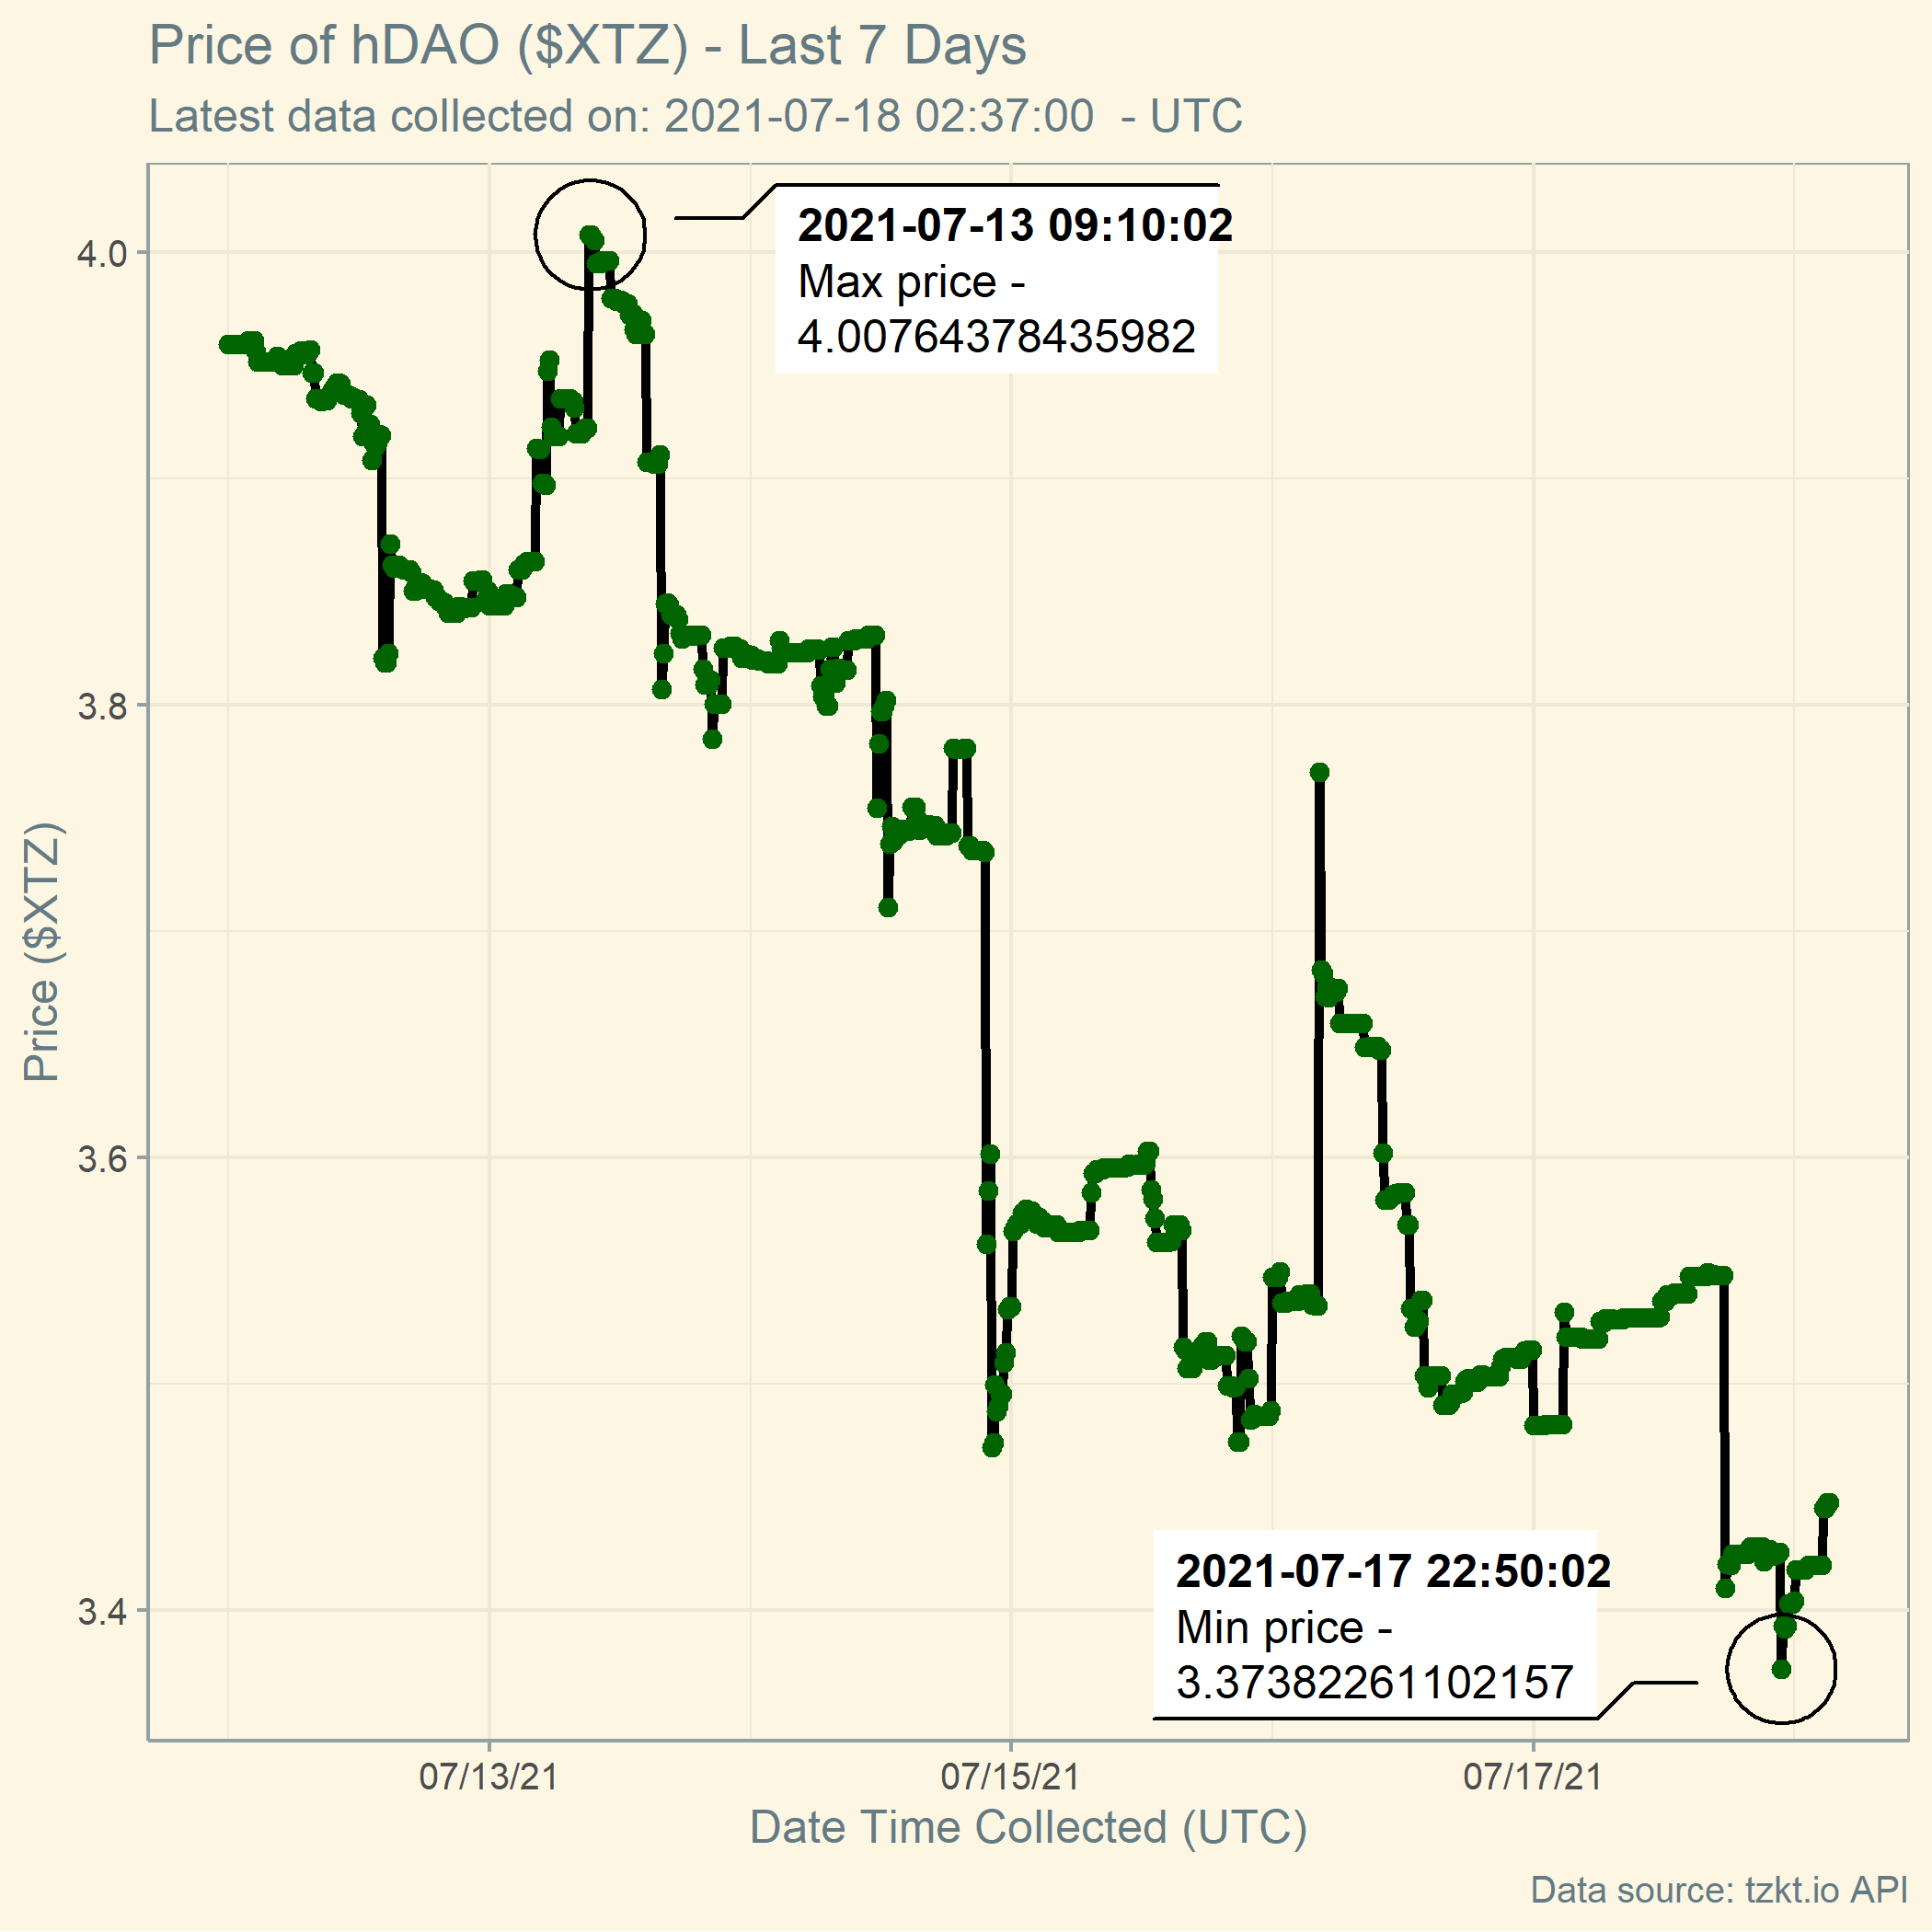 Price of hDAO ($XTZ) - Last 7 Days
Latest data collected on: 2021-07-18 02:37:00  - UTC
2021-07-13 09:10:02
Max price -
4.00764378435982
4.0
3.8
3.6
3.4
Price ($XTZ)
2021-07-17 22:50:02
Min price -
3.37382261102157
07/13/21
07/15/21
07/17/21
Date Time Collected (UTC)
Data source: tzkt.io API